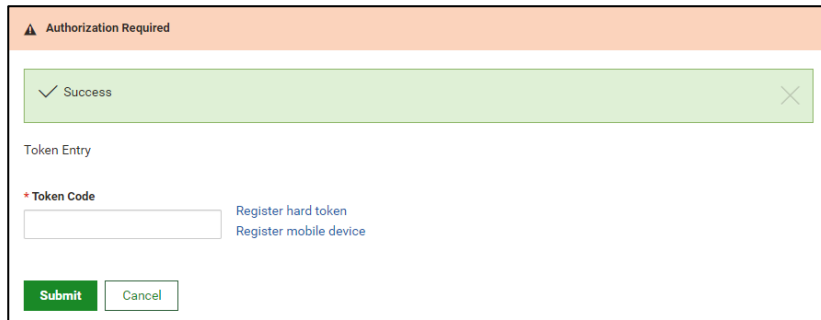 Authorization Required
Success
Token Entry
* Token Code
Register hard token
Register mobile device
Submit
Cancel